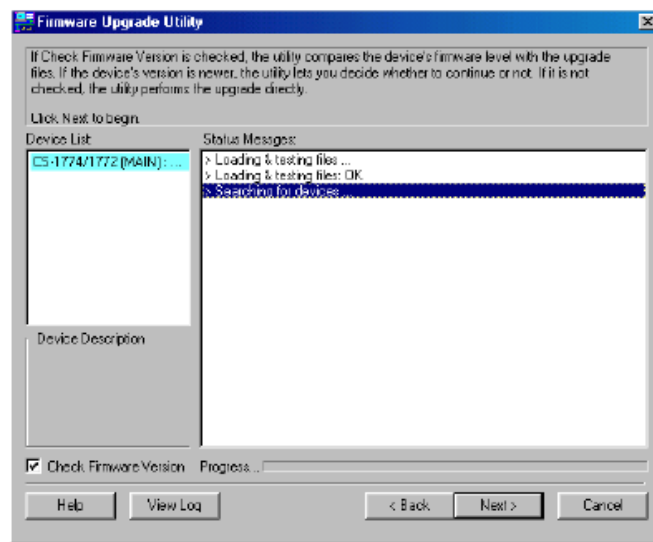 Firmware Upgrade Utility
If Check Firmware Version is checked, the utility compares the device's firmware level with the upgrade
files. If the device's version is newer, the utility lets you decide whether to continue or not. If it is not
checked, the utility performs the upgrade directly.
Click Next to begin.
Device List:
Status Messages:
CS-1774/1772 (MAIN) : ...
> Loading & testing files ...
> Loading & testing files: OK
> Searching for devices ...
Device Description
Check Firmware Version
Progress...
Help
View Log
< Back
Next >
Cancel